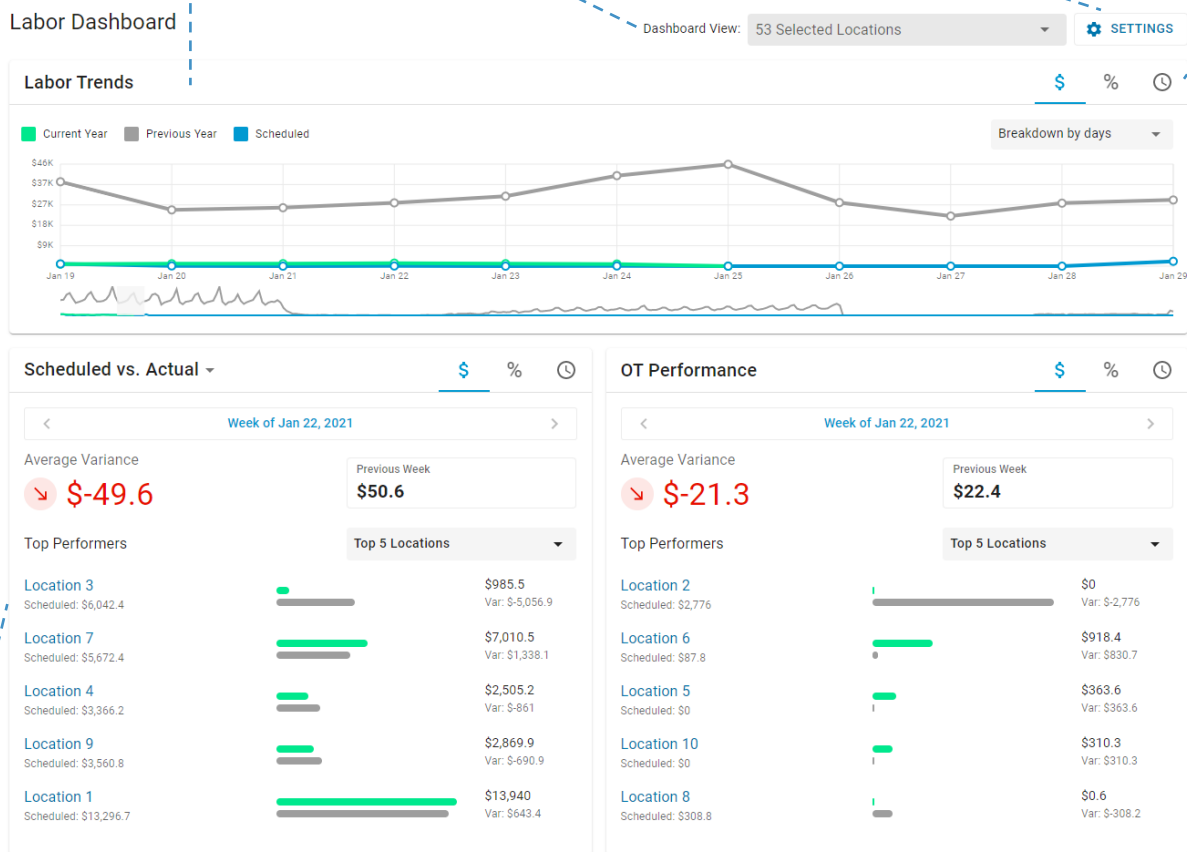 Labor Dashboard
Dashboard View: 53 Selected Locations
SETTINGS
Labor Trends
$ %
Current Year Previous Year Scheduled
Breakdown by days
$46K
$37K
$27K
$18K
$9K
Jan 19 Jan 20 Jan 21 Jan 22 Jan 23 Jan 24 Jan 25 Jan 26 Jan 27 Jan 28 Jan 29
Scheduled vs. Actual
$ %
Week of Jan 22, 2021
Average Variance
$-49.6
Previous Week
$50.6
Top Performers
Top 5 Locations
Location 3
Scheduled: $6,042.4
$985.5
Var: $-5,056.9
Location 7
Scheduled: $5,672.4
$7,010.5
Var: $1,338.1
Location 4
Scheduled: $3,366.2
$2,505.2
Var: $-861
Location 9
Scheduled: $3,560.8
$2,869.9
Var: $-690.9
Location 1
Scheduled: $13,296.7
$13,940
Var: $643.4
OT Performance
$ %
Week of Jan 22, 2021
Average Variance
$-21.3
Previous Week
$22.4
Top Performers
Top 5 Locations
Location 2
Scheduled: $2,776
$0
Var: $-2,776
Location 6
Scheduled: $87.8
$918.4
Var: $830.7
Location 5
Scheduled: $0
$363.6
Var: $363.6
Location 10
Scheduled: $0
$310.3
Var: $310.3
Location 8
Scheduled: $308.8
$0.6
Var: $-308.2